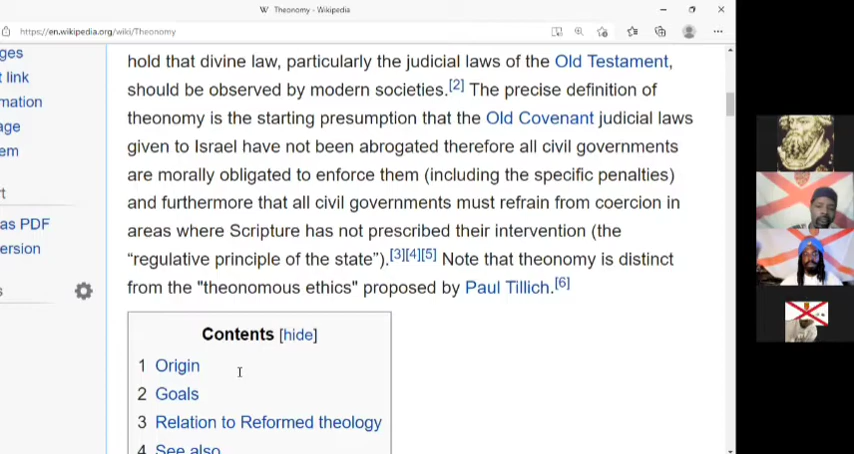 Theonomy - Wikipedia
https://en.wikipedia.org/wiki/Theonomy
ges
t link
mation
age
em
rt
as PDF
ersion
s
hold that divine law, particularly the judicial laws of the Old Testament,
should be observed by modern societies.[2] The precise definition of
theonomy is the starting presumption that the Old Covenant judicial laws
given to Israel have not been abrogated therefore all civil governments
are morally obligated to enforce them (including the specific penalties)
and furthermore that all civil governments must refrain from coercion in
areas where Scripture has not prescribed their intervention (the
“regulative principle of the state”).[3][4][5] Note that theonomy is distinct
from the "theonomous ethics" proposed by Paul Tillich.[6]
Contents [hide]
1 Origin
2 Goals
3 Relation to Reformed theology
4 See also